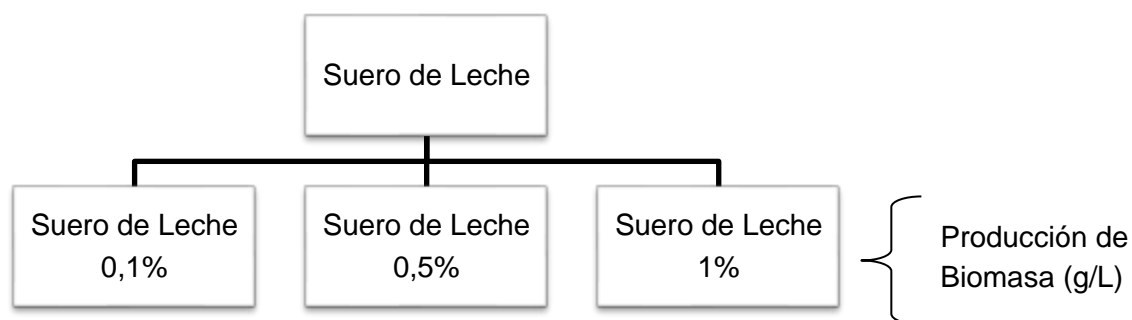 Suero de Leche
Suero de Leche
0,1%
Suero de Leche
0,5%
Suero de Leche
1%
Producción de
Biomasa (g/L)